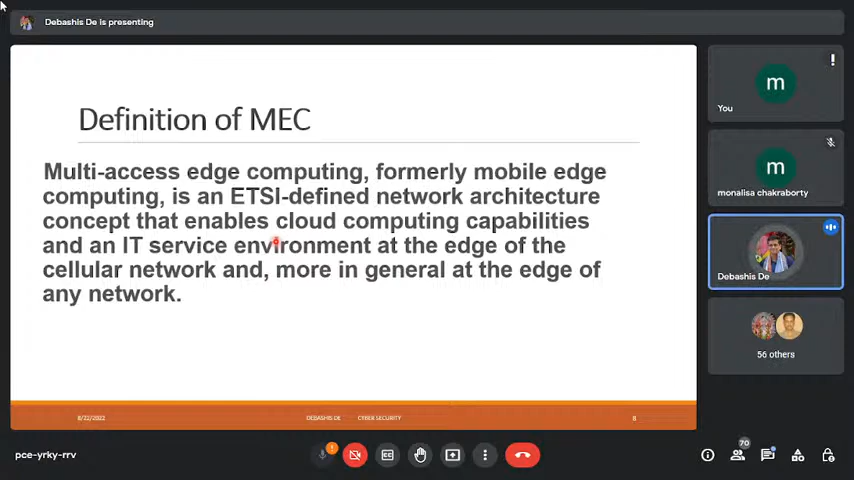 Debashis De is presenting
Definition of MEC
Multi-access edge computing, formerly mobile edge
computing, is an ETSI-defined network architecture
concept that enables cloud computing capabilities
and an IT service environment at the edge of the
cellular network and, more in general at the edge of
any network.
8/22/2022 DEBASHIS DE CYBER SECURITY 8
m
You
m
monalisa chakraborty
Debashis De
56 others
pce-yrky-rrv
70